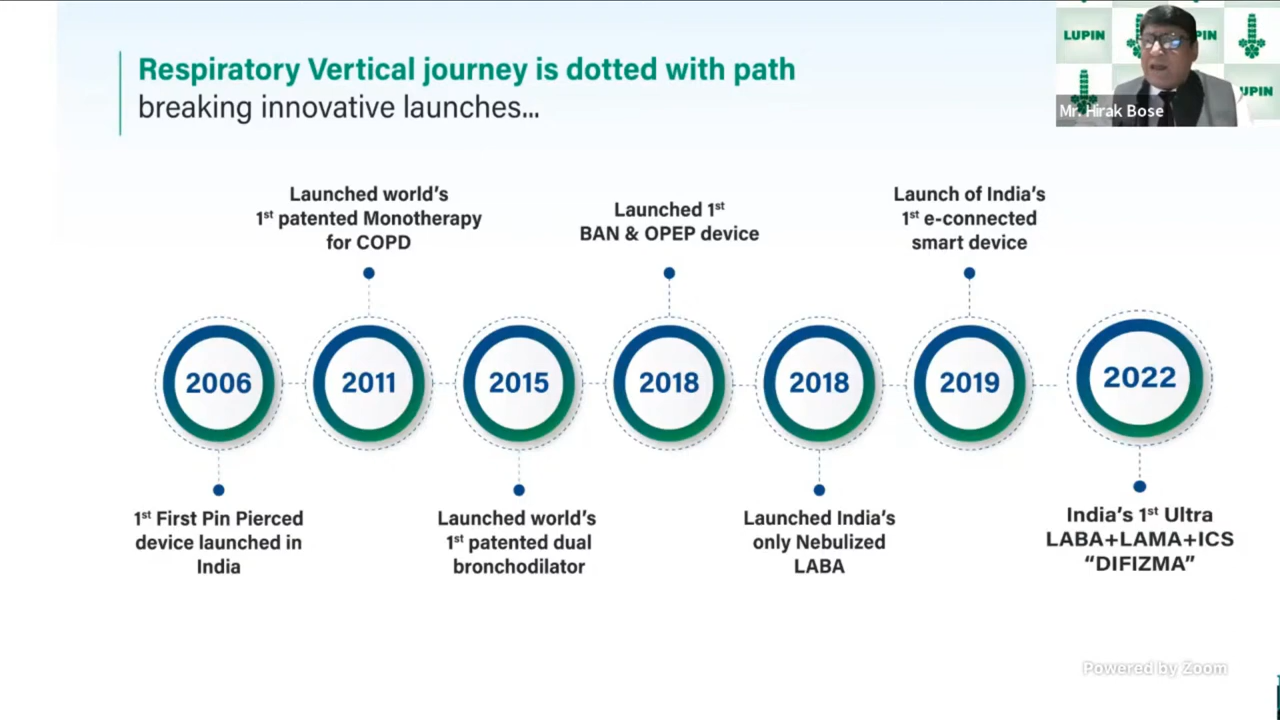 Respiratory Vertical journey is dotted with path
breaking innovative launches...
LUPIN
PIN
UPIN
Mr. Hirak Bose
Launched world's
1st patented Monotherapy
for COPD
Launched 1st
BAN & OPEP device
Launch of India's
1st e-connected
smart device
2006
2011
2015
2018
2018
2019
2022
1st First Pin Pierced
device launched in
India
Launched world's
1st patented dual
bronchodilator
Launched India's
only Nebulized
LABA
India's 1st Ultra
LABA+LAMA+ICS
"DIFIZMA"
Powered by Zoom